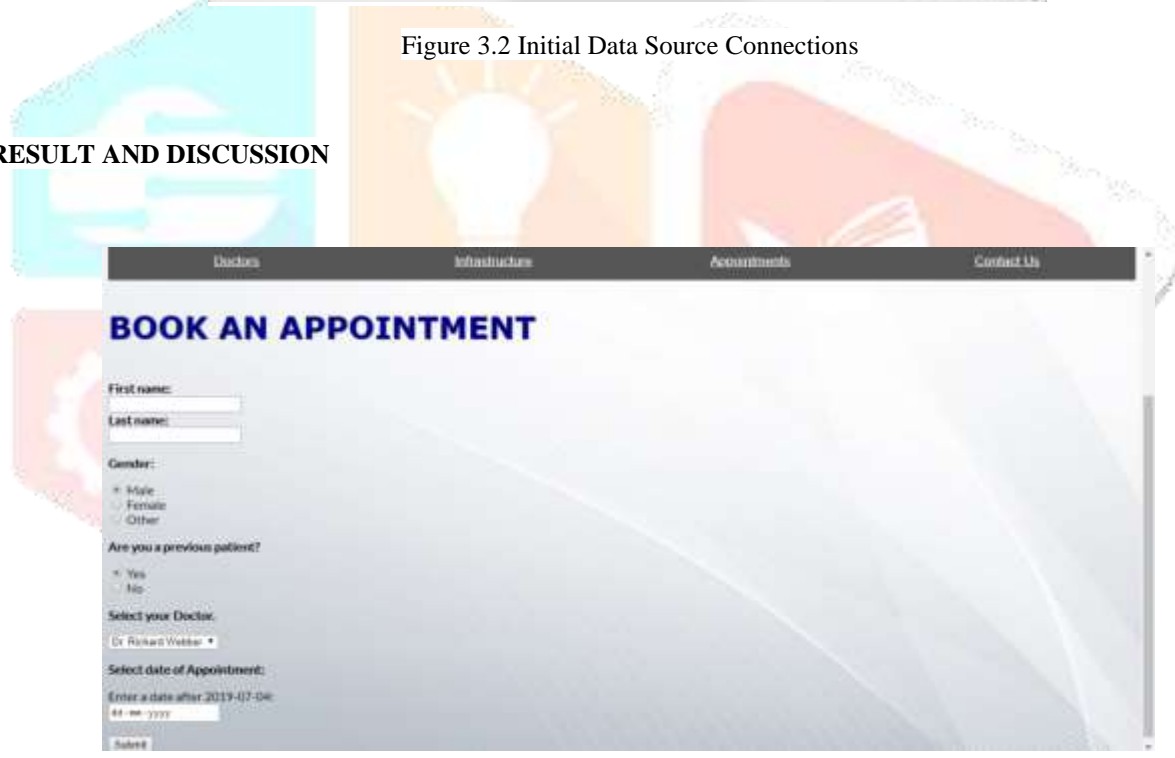 Figure 3.2 Initial Data Source Connections
RESULT AND DISCUSSION
Doctors Infrastructure Appointments Contact Us
BOOK AN APPOINTMENT
First name:
Last name:
Gender:
Male
Female
Other
Are you a previous patient?
Yes
No
Select your Doctor.
Dr. Richard Webber
Select date of Appointment:
Enter a date after 2019-07-04:
dd-mm-yyyy
Submit